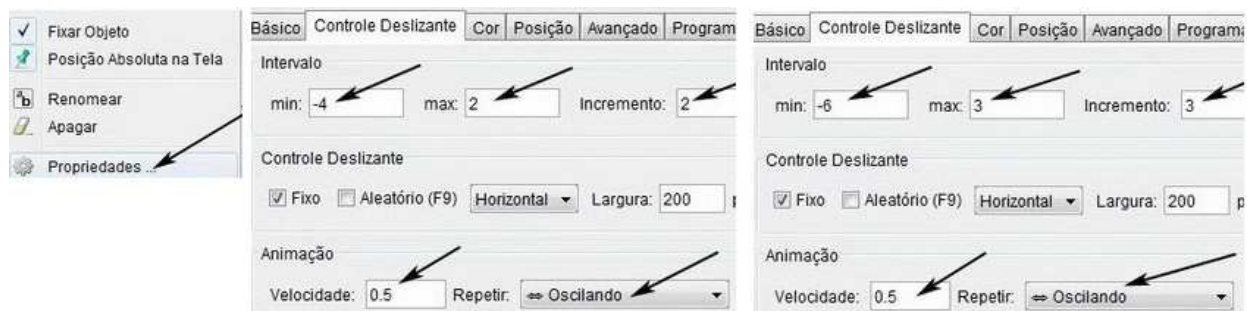 Fixar Objeto
Posição Absoluta na Tela
Renomear
Apagar
Propriedades ...
Básico Controle Deslizante Cor Posição Avançado Program
Intervalo
min: -4 max: 2 Incremento: 2
Controle Deslizante
Fixo Aleatório (F9) Horizontal Largura: 200 p
Animação
Velocidade: 0.5 Repetir: ⇔ Oscilando
Básico Controle Deslizante Cor Posição Avançado Programa
Intervalo
min: -6 max: 3 Incremento: 3
Controle Deslizante
Fixo Aleatório (F9) Horizontal Largura: 200 p
Animação
Velocidade: 0.5 Repetir: ⇔ Oscilando